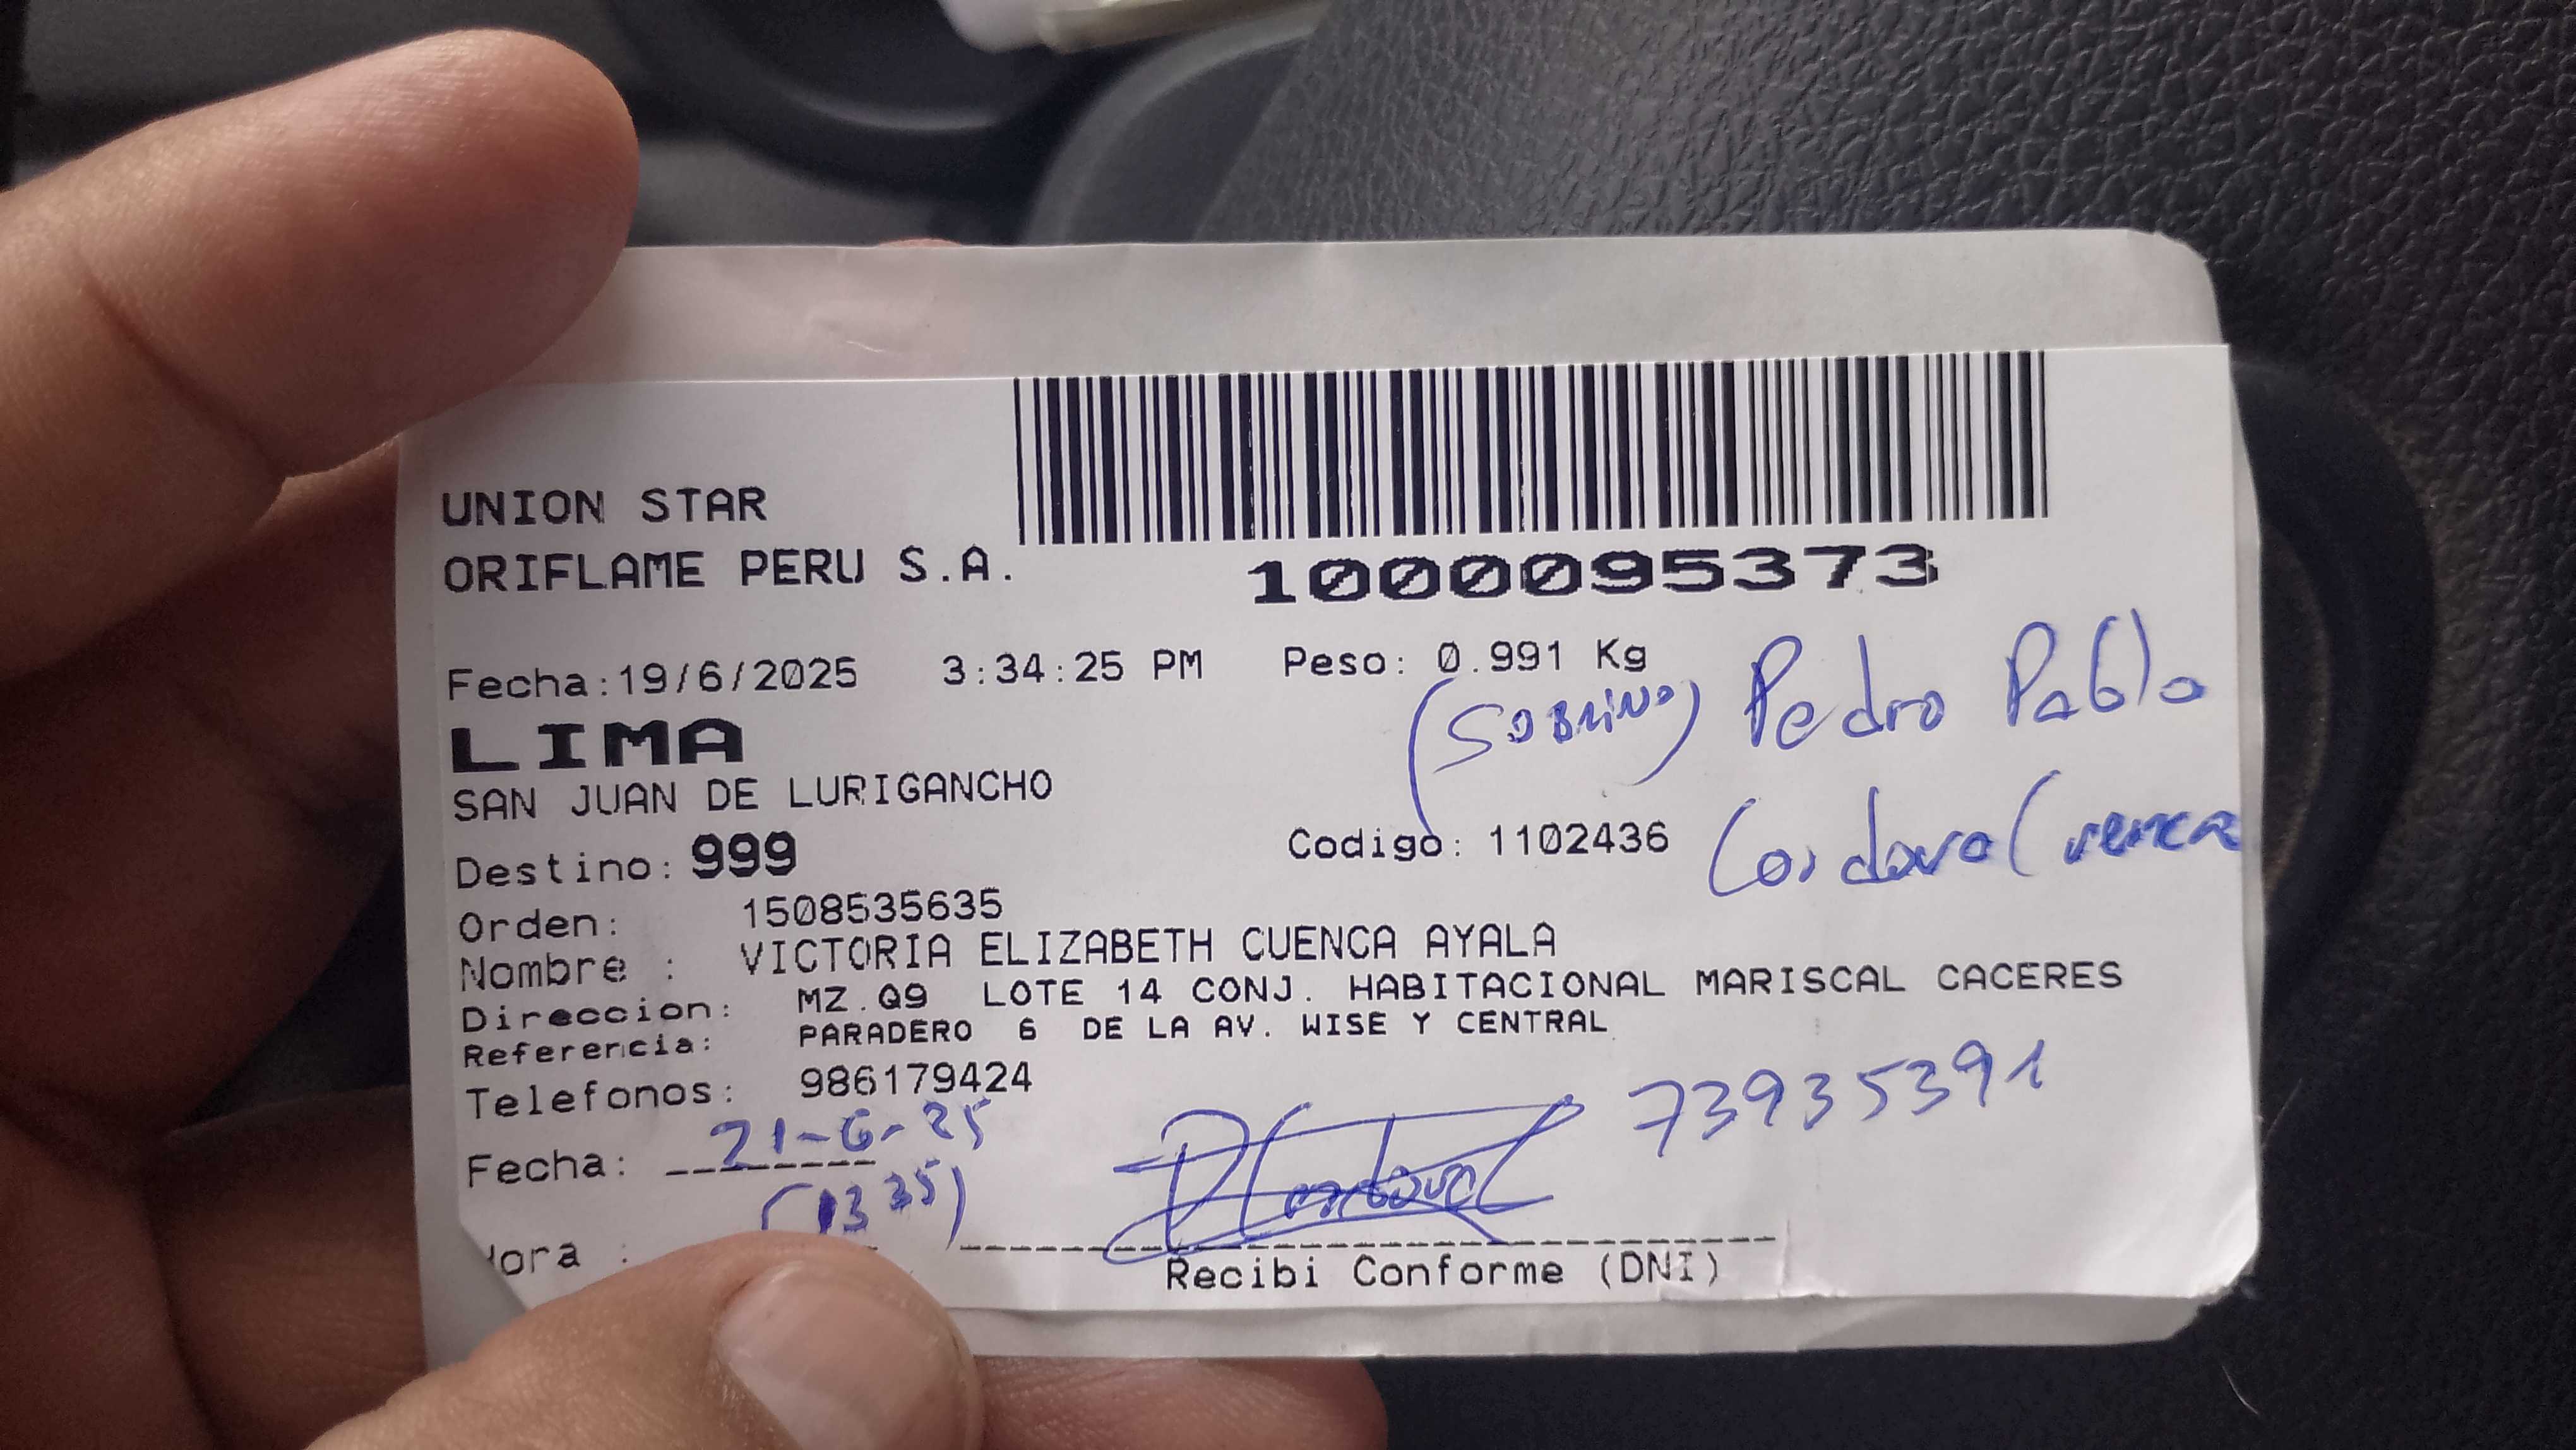 UNION STAR
ORIFLAME PERU S.A.
1000095373
Fecha:19/6/2025 3:34:25 PM Peso: 0.991 Kg
(SOBRINO) Pedro Pablo
LIMA
SAN JUAN DE LURIGANCHO
Destino: 999 Codigo: 1102436
Cordova Cuenca
Orden: 1508535635
Nombre : VICTORIA ELIZABETH CUENCA AYALA
Direccion: MZ.Q9 LOTE 14 CONJ. HABITACIONAL MARISCAL CACERES
Referencia: PARADERO 6 DE LA AV. WISE Y CENTRAL
Telefonos: 986179424
73935391
Fecha: 21-6-25
Hora : (13 35)
PCordova
Recibi Conforme (DNI)